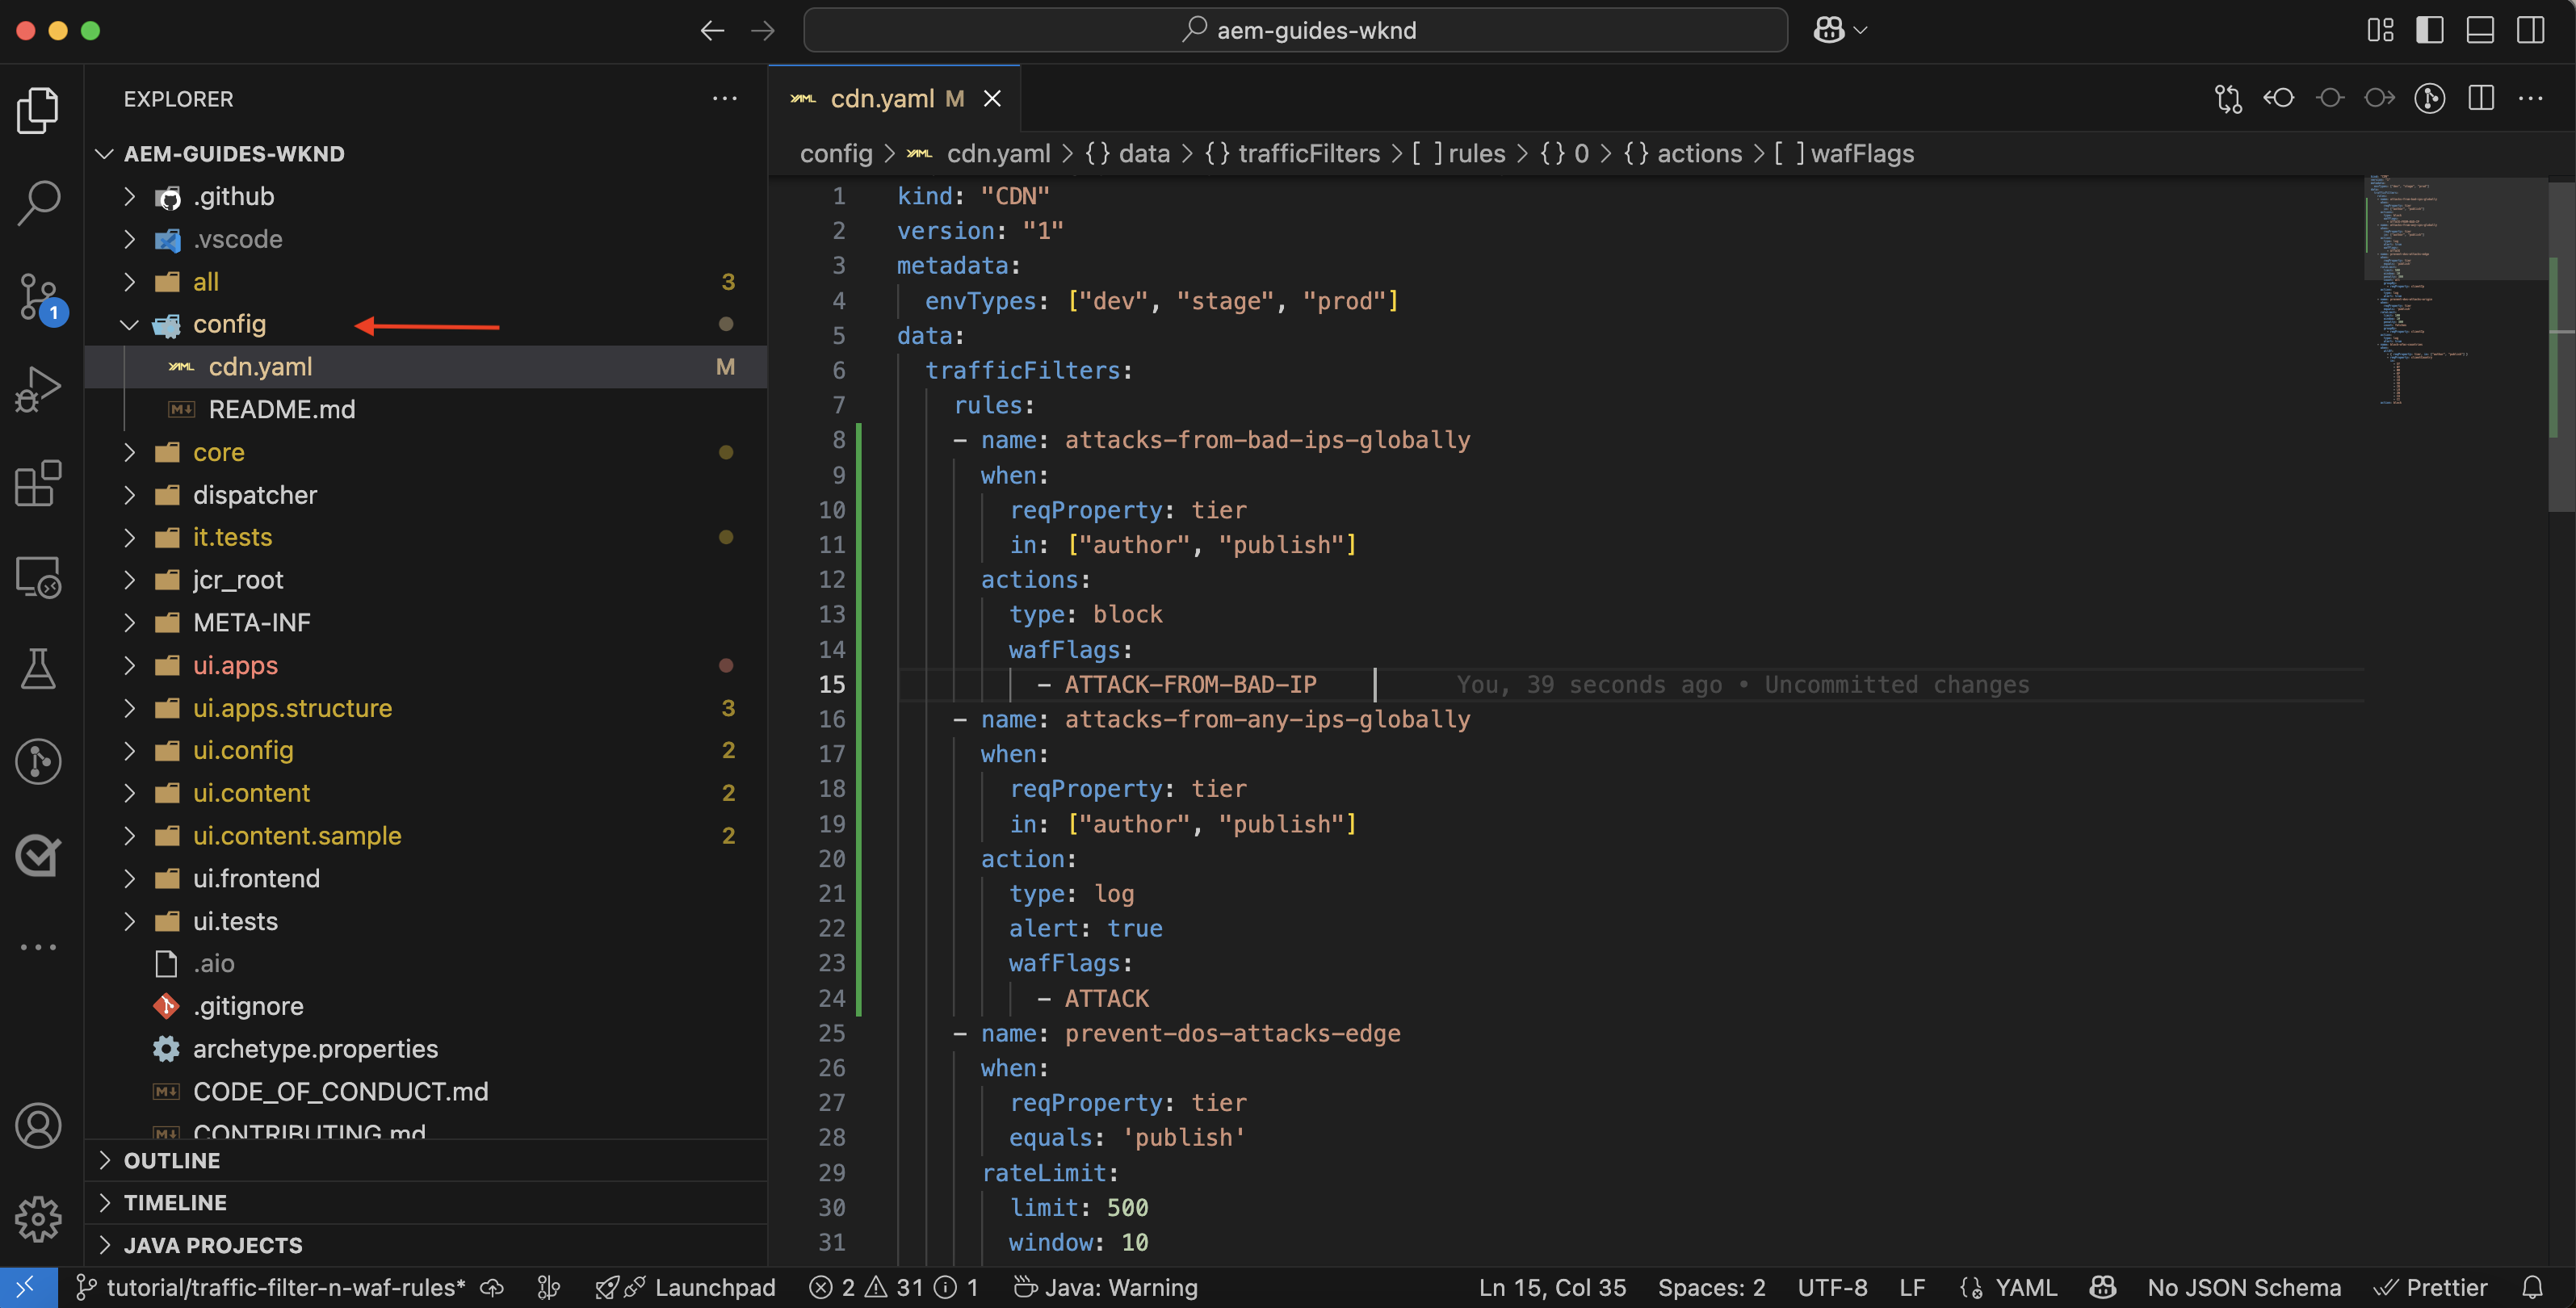 aem-guides-wknd
EXPLORER
AEM-GUIDES-WKND
.github
.vscode
all 3
config
cdn.yaml M
README.md
core
dispatcher
it.tests
jcr_root
META-INF
ui.apps
ui.apps.structure 3
ui.config 2
ui.content 2
ui.content.sample 2
ui.frontend
ui.tests
.aio
.gitignore
archetype.properties
CODE_OF_CONDUCT.md
CONTRIBUTING.md
OUTLINE
TIMELINE
JAVA PROJECTS
1
YAML cdn.yaml M
config > YAML cdn.yaml > {} data > {} trafficFilters > [ ] rules > {} 0 > {} actions > [ ] wafFlags
1 kind: "CDN"
2 version: "1"
3 metadata:
4 envTypes: ["dev", "stage", "prod"]
5 data:
6 trafficFilters:
7 rules:
8 - name: attacks-from-bad-ips-globally
9 when:
10 reqProperty: tier
11 in: ["author", "publish"]
12 actions:
13 type: block
14 wafFlags:
15 - ATTACK-FROM-BAD-IP You, 39 seconds ago • Uncommitted changes
16 - name: attacks-from-any-ips-globally
17 when:
18 reqProperty: tier
19 in: ["author", "publish"]
20 action:
21 type: log
22 alert: true
23 wafFlags:
24 - ATTACK
25 - name: prevent-dos-attacks-edge
26 when:
27 reqProperty: tier
28 equals: 'publish'
29 rateLimit:
30 limit: 500
31 window: 10
tutorial/traffic-filter-n-waf-rules* Launchpad 2 31 1 Java: Warning Ln 15, Col 35 Spaces: 2 UTF-8 LF {} YAML No JSON Schema Prettier